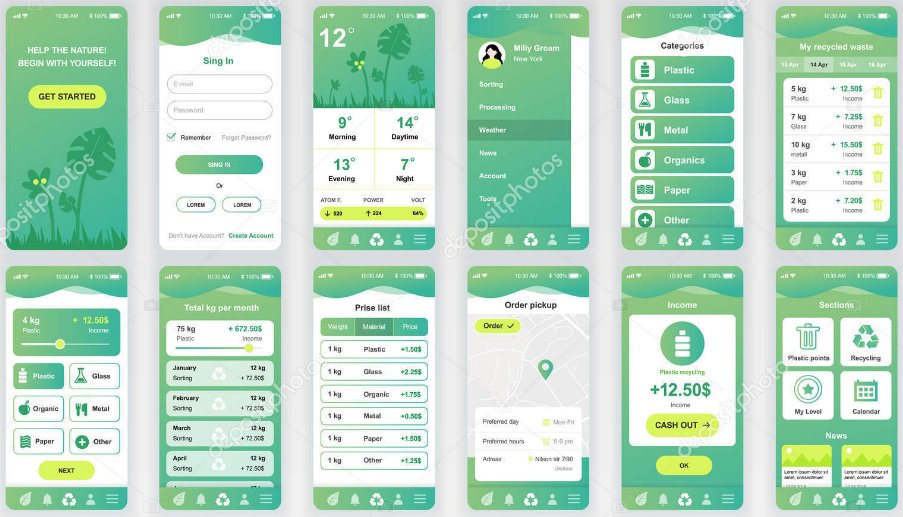 10:30 AM 100%
HELP THE NATURE!
BEGIN WITH YOURSELF!
GET STARTED
10:30 AM 100%
Sing In
E-mail
Password
Remember Forgot Password?
SING IN
Or
LOREM LOREM
Don't have Account? Create Account
10:30 AM 100%
12°
9° 14°
Morning Daytime
13° 7°
Evening Night
ATOM F. POWER VOLT
520 224 64%
10:30 AM 100%
Milly Groam
New-York
Sorting
Processing
Weather
News
Account
Tools
10:30 AM 100%
Categories
Plastic
Glass
Metal
Organics
Paper
Other
10:30 AM 100%
My recycled waste
13 Apr 14 Apr 15 Apr 16 Apr
5 kg + 12.50$
Plastic Income
7 kg + 7.25$
Glass Income
10 kg + 15.50$
metall Income
3 kg + 1.75$
Paper Income
2 kg + 7.20$
Plastic Income
10:30 AM 100%
4 kg + 12.50$
Plastic Income
Plastic Glass
Organic Metal
Paper Other
NEXT
10:30 AM 100%
Total kg per month
75 kg + 672.50$
Plastic Income
January 12 kg
Sorting + 72.50$
February 12 kg
Sorting + 72.50$
March 12 kg
Sorting + 72.50$
April 12 kg
Sorting + 72.50$
10:30 AM 100%
Prise list
Weight Material Price
1 kg Plastic +1.50$
1 kg Glass +2.25$
1 kg Organic +1.75$
1 kg Metal +0.50$
1 kg Paper +1.50$
1 kg Other +1.25$
10:30 AM 100%
Order pickup
Order
Preferred day Mon-Fri
Preferred hours 5-8 pm
Adress Nilson str 7/90
Ukraine
10:30 AM 100%
Income
Plastic recycling
+12.50$
Income
CASH OUT →
OK
10:30 AM 100%
Sections
Plastic points Recycling
My Level Calendar
News
Lorem ipsum dolor sit amet, consectetuer
Lorem ipsum dolor sit amet, consectetuer
depositphotos